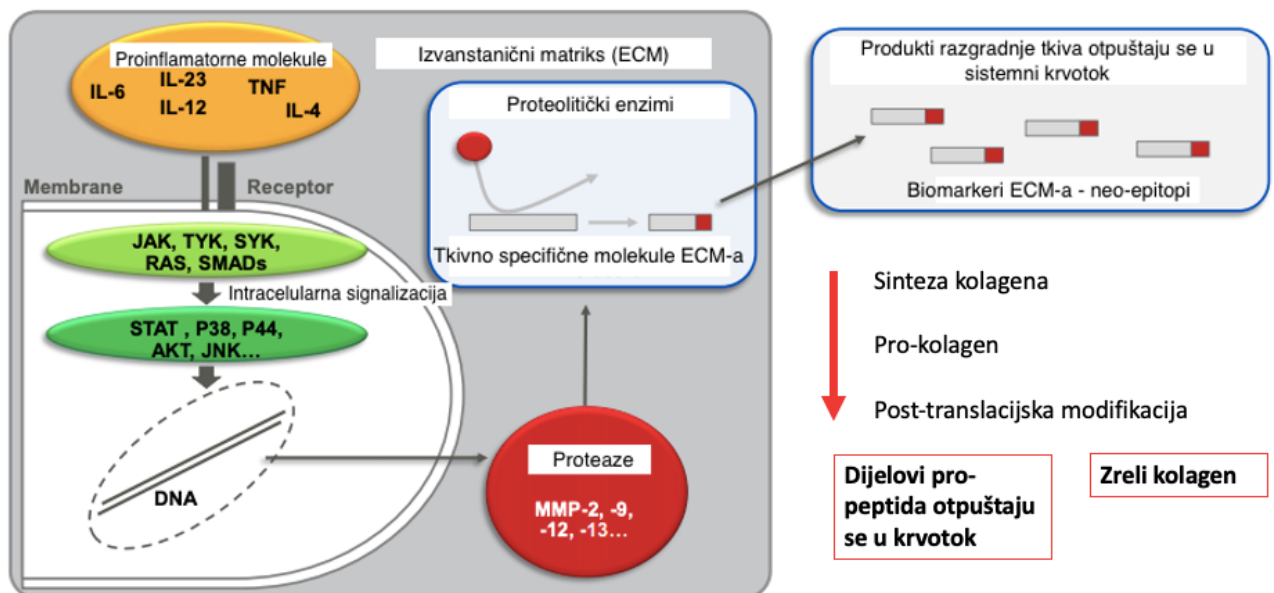 Proinflamatorne molekule
IL-6
IL-23
IL-12
TNF
IL-4
Izvanstanični matriks (ECM)
Membrane
Receptor
JAK, TYK, SYK,
RAS, SMADs
Intracelularna signalizacija
STAT , P38, P44,
AKT, JNK...
DNA
Proteolitički enzimi
Tkivno specifične molekule ECM-a
Proteaze
MMP-2, -9,
-12, -13...
Produkti razgradnje tkiva otpuštaju se u
sistemni krvotok
Biomarkeri ECM-a - neo-epitopi
Sinteza kolagena
Pro-kolagen
Post-translacijska modifikacija
Dijelovi pro-
peptida otpuštaju
se u krvotok
Zreli kolagen